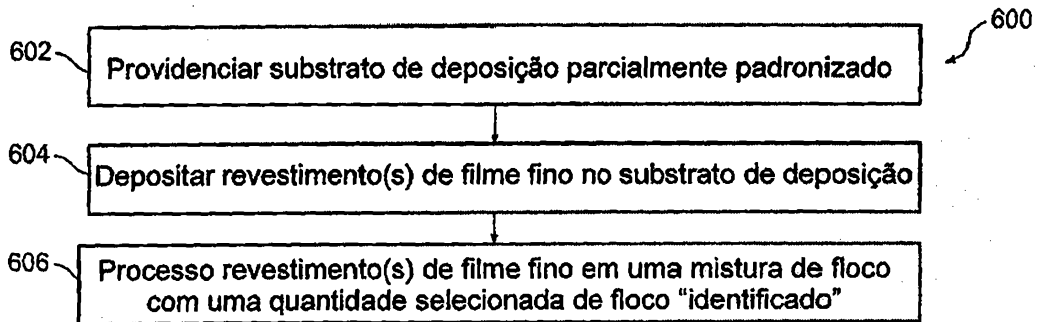 600
602
Providenciar substrato de deposição parcialmente padronizado
604
Depositar revestimento(s) de filme fino no substrato de deposição
606
Processo revestimento(s) de filme fino em uma mistura de floco
com uma quantidade selecionada de floco “identificado”